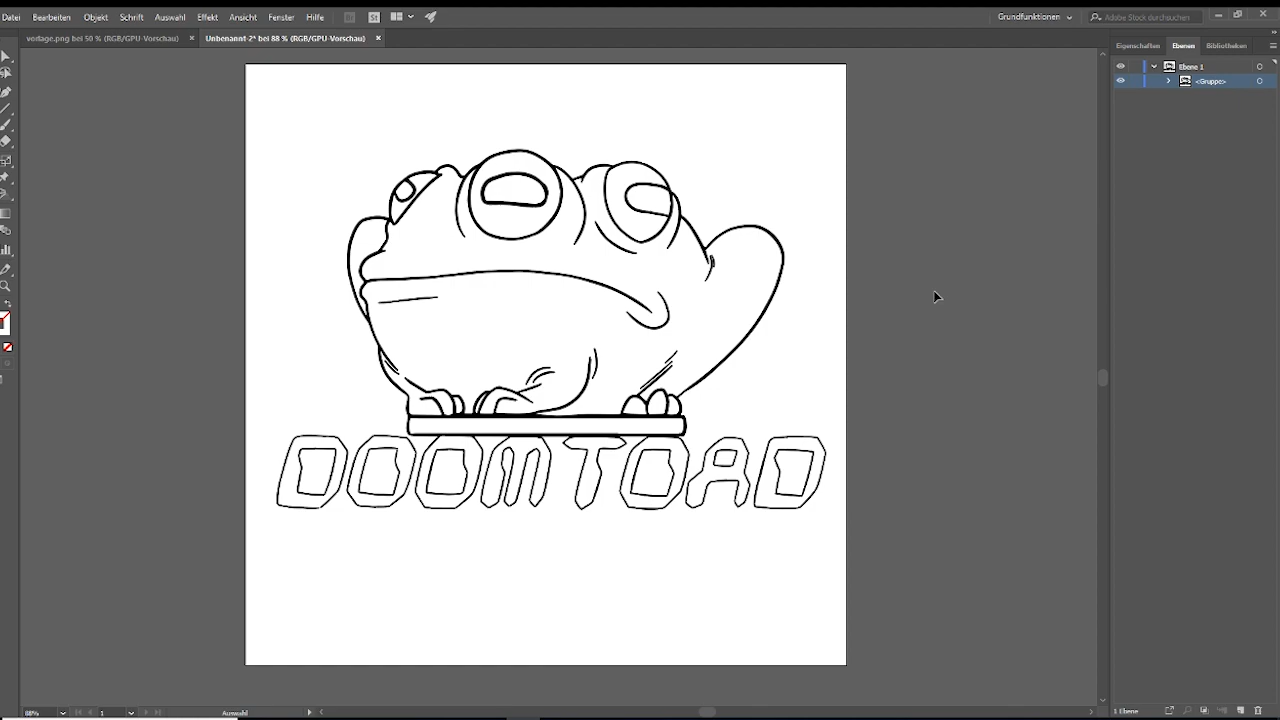 Datei Bearbeiten Objekt Schrift Auswahl Effekt Ansicht Fenster Hilfe Br St Grundfunktionen Adobe Stock durchsuchen
vorlage.png bei 50 % (RGB/GPU-Vorschau) × Unbenannt-2* bei 88 % (RGB/GPU-Vorschau) ×
Eigenschaften Ebenen Bibliotheken
Ebene 1
<Gruppe>
DOOMTOAD
88% 1 Auswahl
1 Ebene